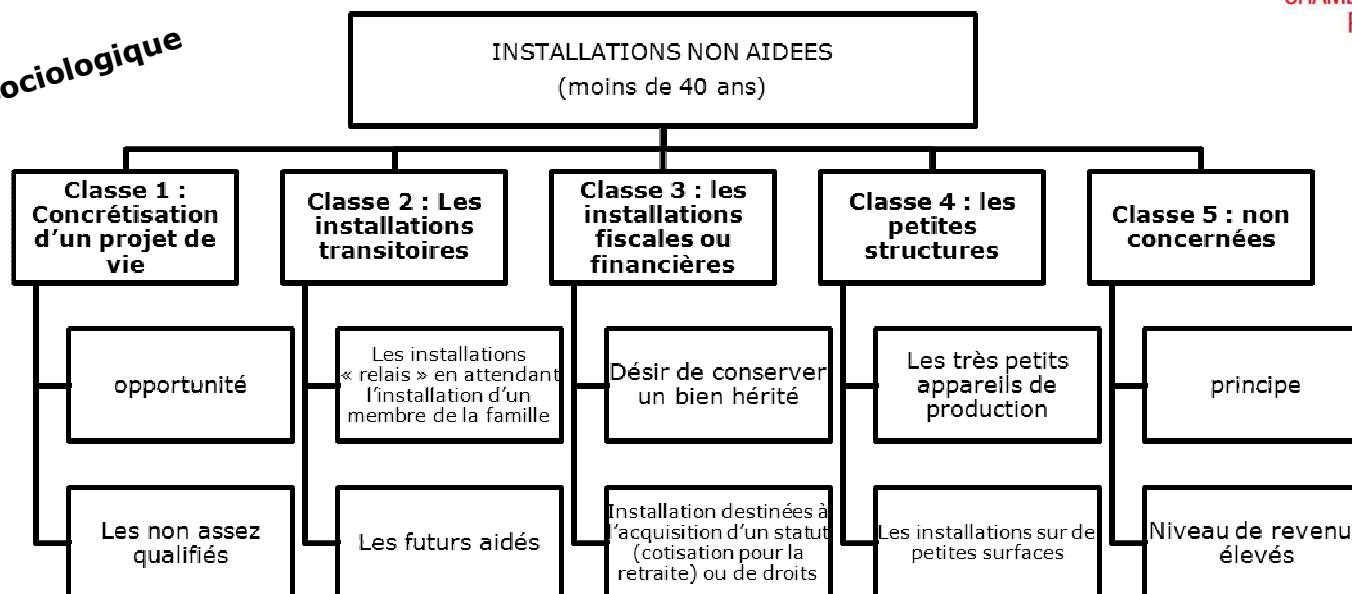 ociologique
CHAMB
INSTALLATIONS NON AIDEES
(moins de 40 ans)
Classe 1 :
Concrétisation
d’un projet de
vie
Classe 2 : Les
installations
transitoires
Classe 3 : les
installations
fiscales ou
financières
Classe 4 : les
petites
structures
Classe 5 : non
concernées
opportunité
Les installations
« relais » en attendant
l’installation d’un
membre de la famille
Désir de conserver
un bien hérité
Les très petits
appareils de
production
principe
Les non assez
qualifiés
Les futurs aidés
Installation destinées à
l’acquisition d’un statut
(cotisation pour la
retraite) ou de droits
Les installations sur de
petites surfaces
Niveau de revenu
élevés